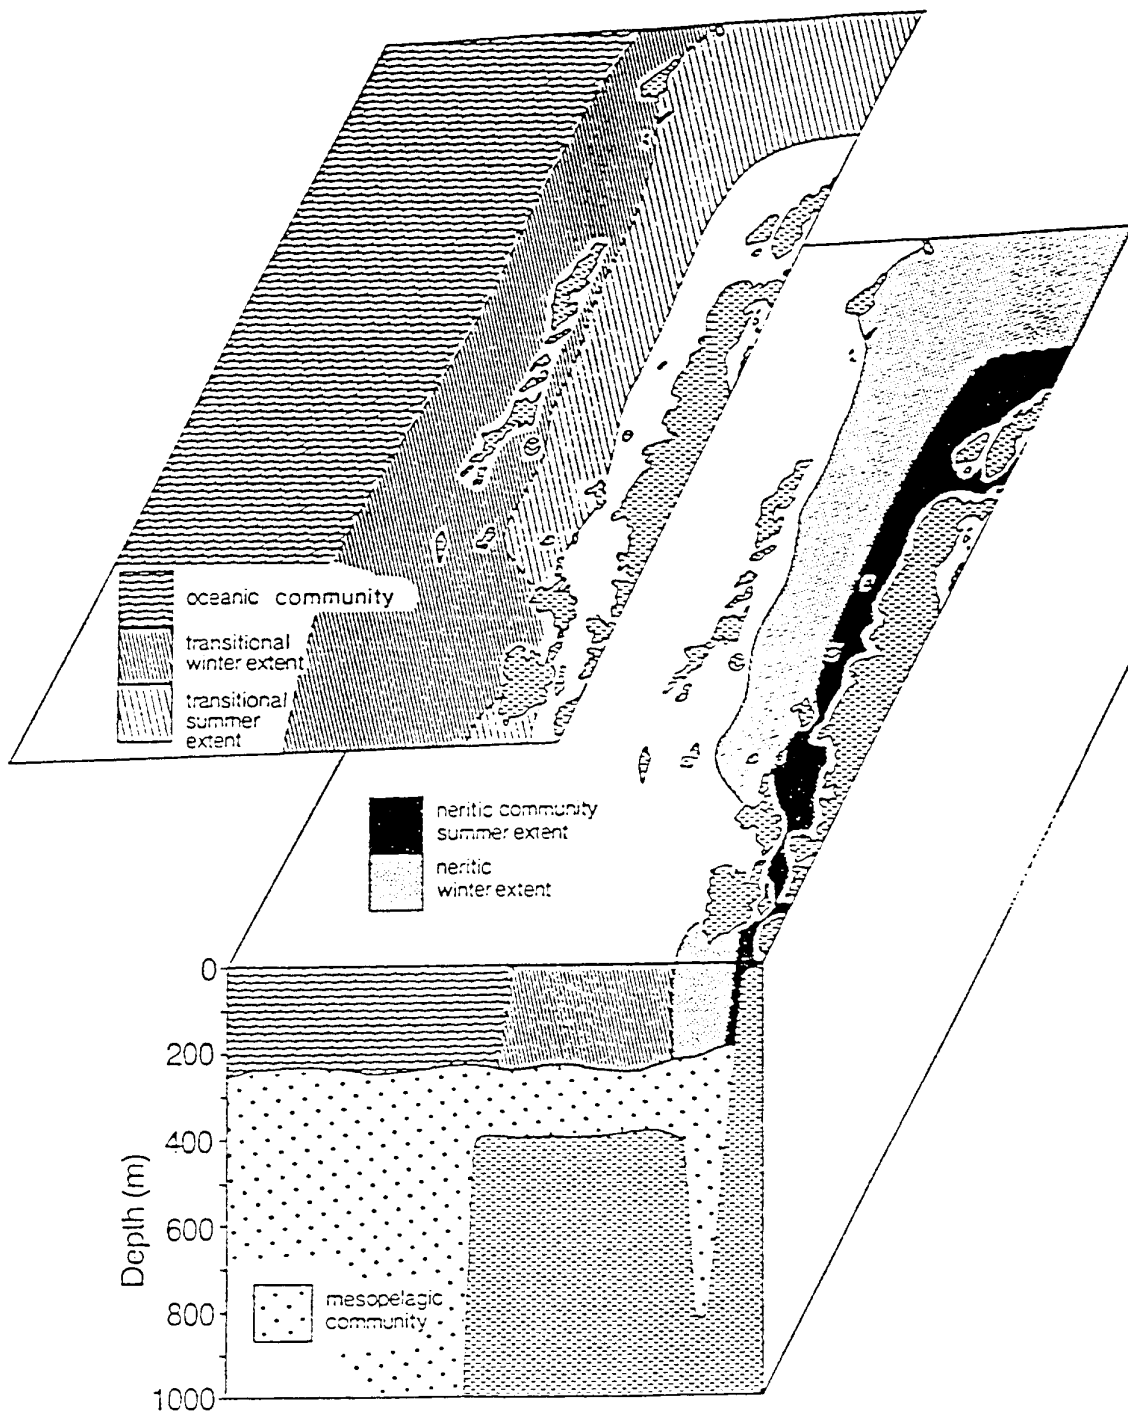 oceanic community
transitional
winter extent
transitional
summer
extent
neritic community
summer extent
neritic
winter extent
0
200
400
600
800
1000
Depth (m)
mesopelagic
community